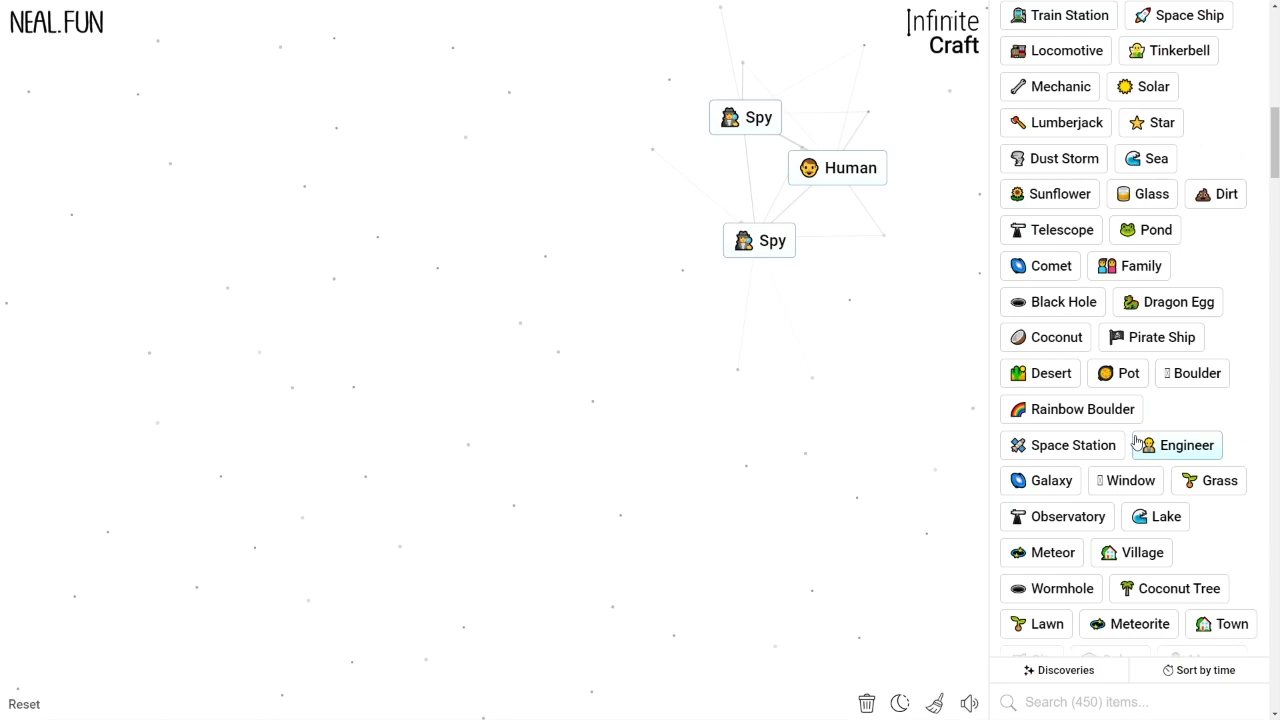 NEAL.FUN
Infinite
Craft
Spy
Human
Spy
Reset
Train Station
Space Ship
Locomotive
Tinkerbell
Mechanic
Solar
Lumberjack
Star
Dust Storm
Sea
Sunflower
Glass
Dirt
Telescope
Pond
Comet
Family
Black Hole
Dragon Egg
Coconut
Pirate Ship
Desert
Pot
Boulder
Rainbow Boulder
Space Station
Engineer
Galaxy
Window
Grass
Observatory
Lake
Meteor
Village
Wormhole
Coconut Tree
Lawn
Meteorite
Town
Discoveries
Sort by time
Search (450) items...